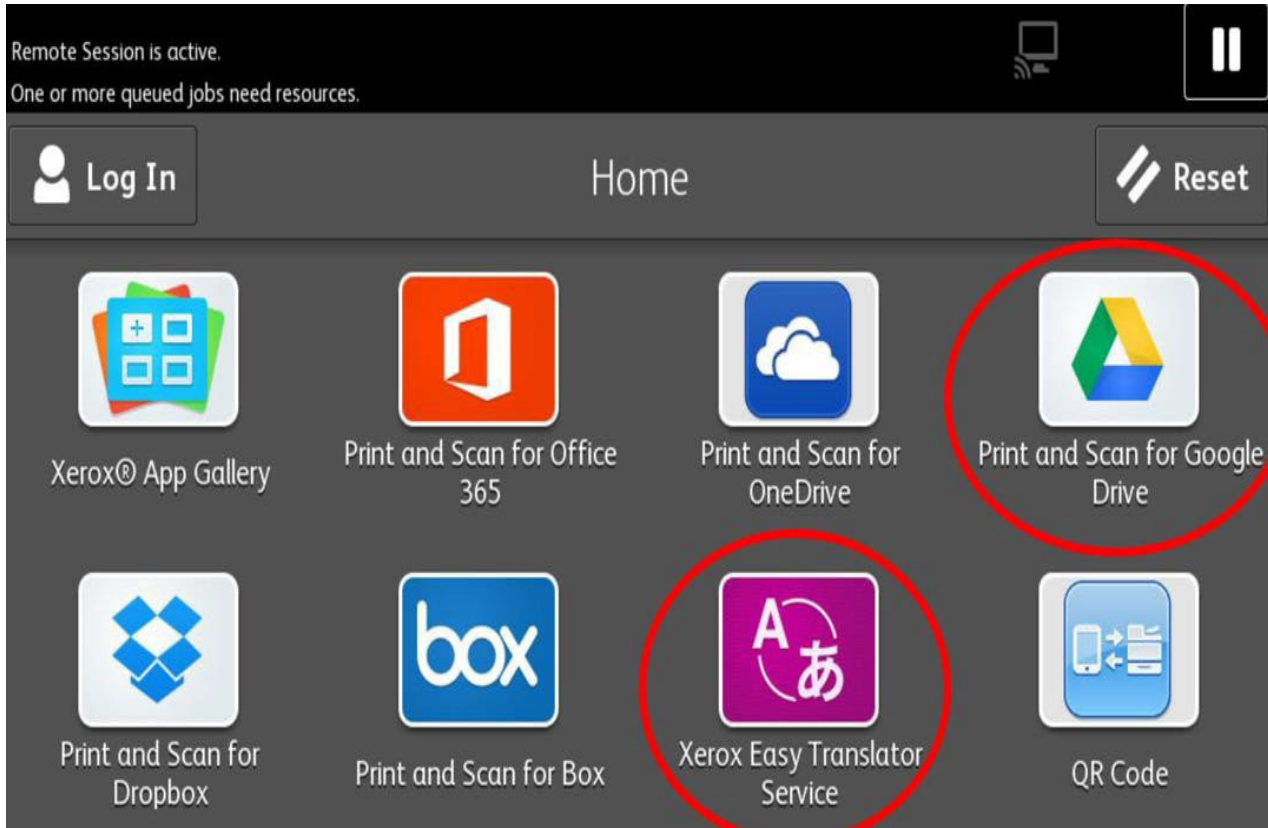 Remote Session is active.
One or more queued jobs need resources.
Log In
Home
Reset
Xerox® App Gallery
Print and Scan for Office
365
Print and Scan for
OneDrive
Print and Scan for Google
Drive
box
A
あ
Print and Scan for
Dropbox
Print and Scan for Box
Xerox Easy Translator
Service
QR Code